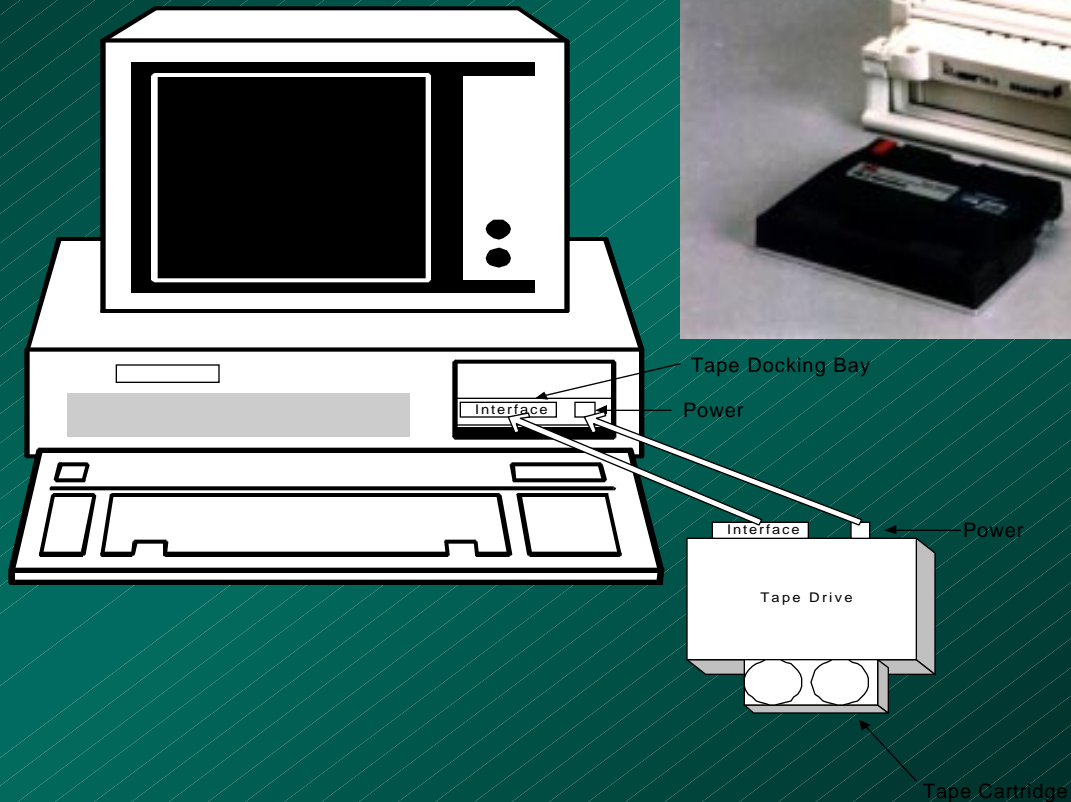 Tape Docking Bay
Interface
Power
Interface
Power
Tape Drive
Tape Cartridge